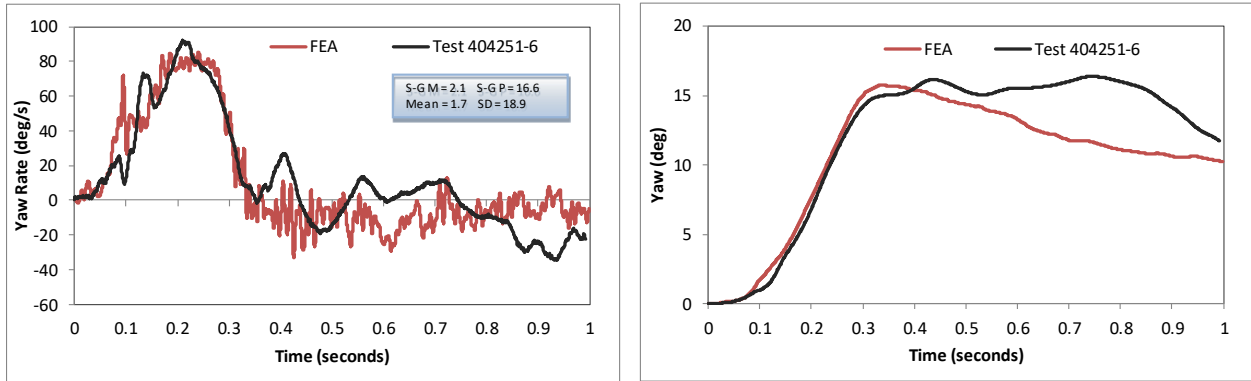 FEA Test 404251-6
S-G M = 2.1 S-G P = 16.6
Mean = 1.7 SD = 18.9
Yaw Rate (deg/s)
100
80
60
40
20
0
-20
-40
-60
0 0.1 0.2 0.3 0.4 0.5 0.6 0.7 0.8 0.9 1
Time (seconds)
FEA Test 404251-6
Yaw (deg)
20
15
10
5
0
0 0.1 0.2 0.3 0.4 0.5 0.6 0.7 0.8 0.9 1
Time (seconds)